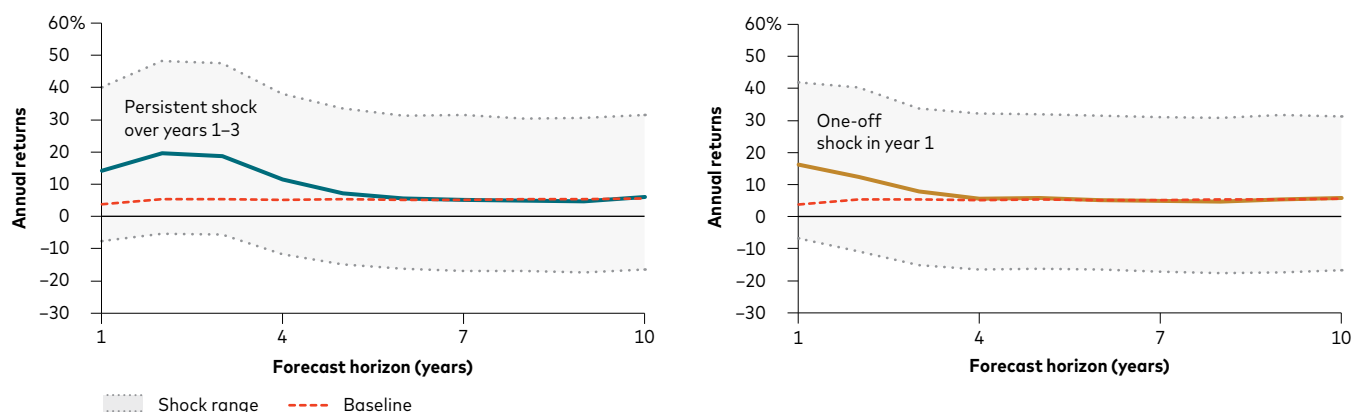 60%
50
40
30
20
10
0
–10
–20
–30
Annual returns
Persistent shock
over years 1–3
1
4
7
10
Forecast horizon (years)
60%
50
40
30
20
10
0
–10
–20
–30
Annual returns
One-off
shock in year 1
1
4
7
10
Forecast horizon (years)
Shock range
Baseline